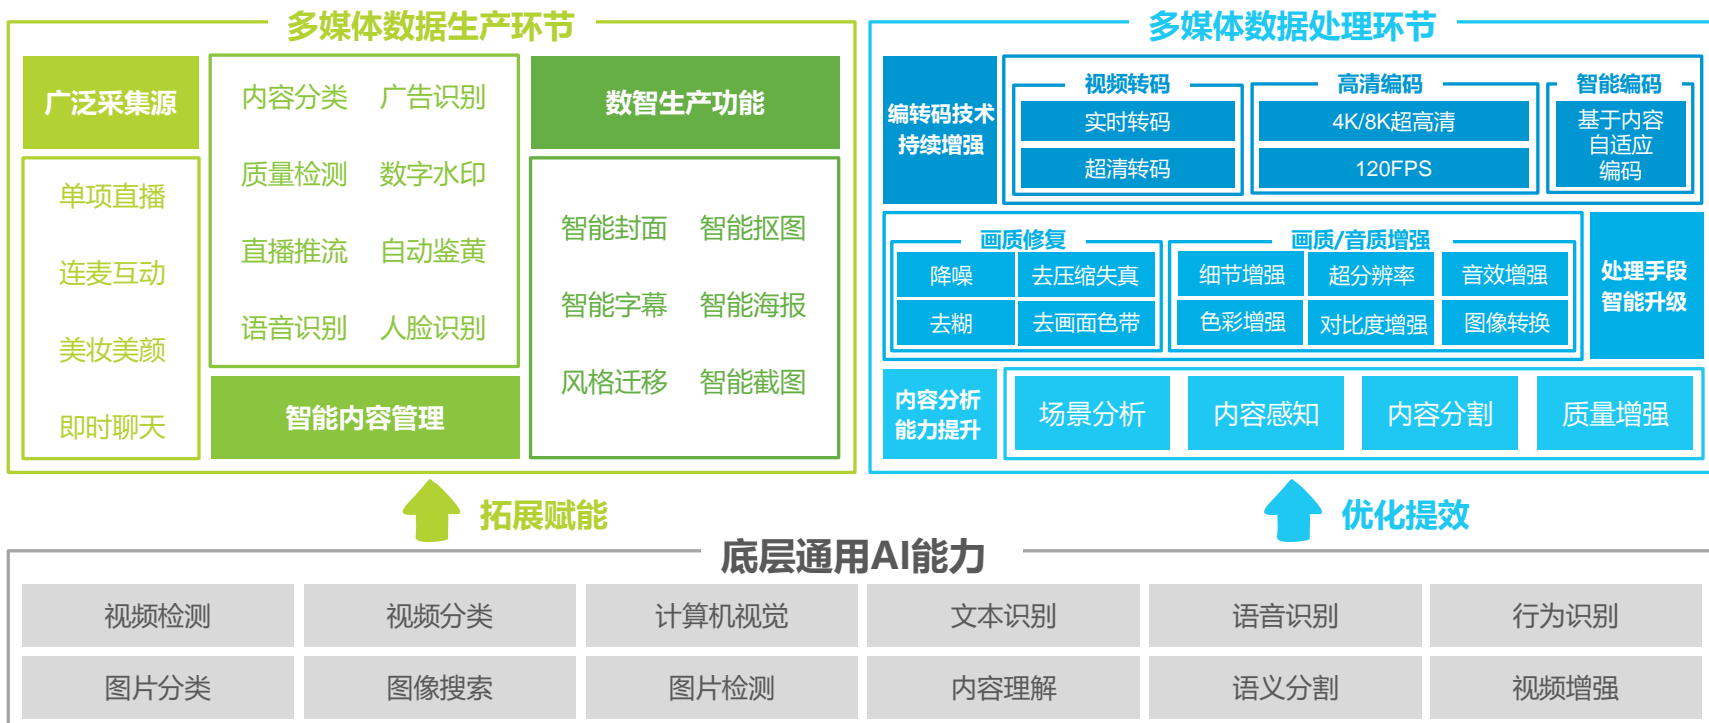 多媒体数据生产环节
广泛采集源
单项直播
连麦互动
美妆美颜
即时聊天
内容分类 广告识别
质量检测 数字水印
直播推流 自动鉴黄
语音识别 人脸识别
智能内容管理
数智生产功能
智能封面 智能抠图
智能字幕 智能海报
风格迁移 智能截图
多媒体数据处理环节
编转码技术
持续增强
视频转码
实时转码
超清转码
高清编码
4K/8K超高清
120FPS
智能编码
基于内容
自适应
编码
画质修复
降噪 去压缩失真
去糊 去画面色带
画质/音质增强
细节增强 超分辨率 音效增强
色彩增强 对比度增强 图像转换
处理手段
智能升级
内容分析
能力提升
场景分析 内容感知 内容分割 质量增强
拓展赋能
优化提效
底层通用AI能力
视频检测 视频分类 计算机视觉 文本识别 语音识别 行为识别
图片分类 图像搜索 图片检测 内容理解 语义分割 视频增强